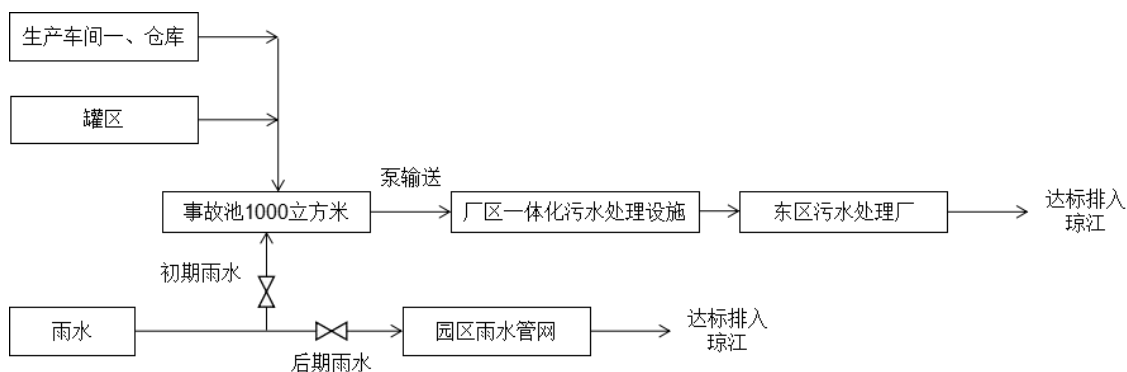 生产车间一、仓库
罐区
泵输送
事故池1000立方米
厂区一体化污水处理设施
东区污水处理厂
达标排入
琼江
初期雨水
雨水
后期雨水
园区雨水管网
达标排入
琼江